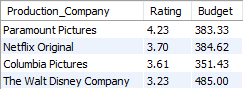 Production_Company Rating Budget
Paramount Pictures 4.23 383.33
Netflix Original 3.70 384.62
Columbia Pictures 3.61 351.43
The Walt Disney Company 3.23 485.00